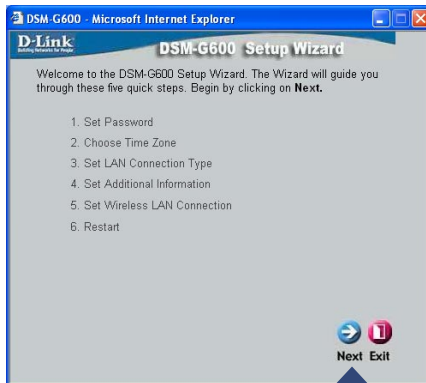 DSM-G600 - Microsoft Internet Explorer
D-Link
Building Networks for People
DSM-G600 Setup Wizard
Welcome to the DSM-G600 Setup Wizard. The Wizard will guide you
through these five quick steps. Begin by clicking on Next.
1. Set Password
2. Choose Time Zone
3. Set LAN Connection Type
4. Set Additional Information
5. Set Wireless LAN Connection
6. Restart
Next Exit